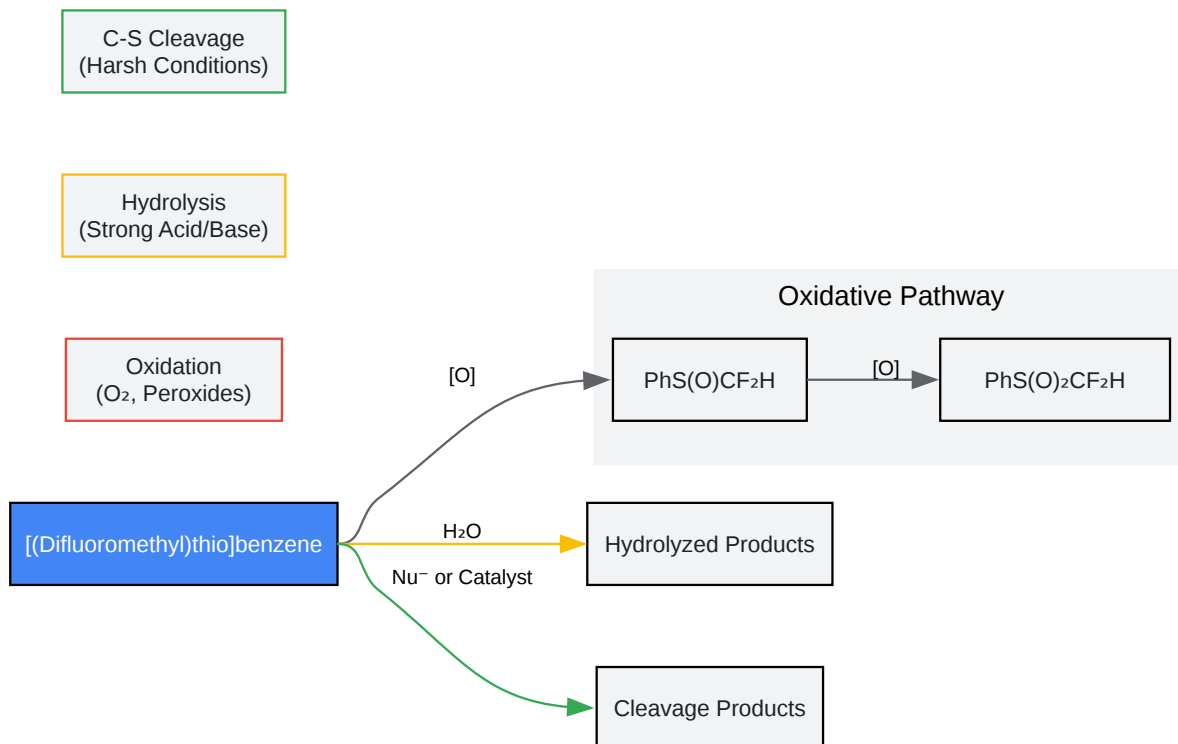 C-S Cleavage
(Harsh Conditions)
Hydrolysis
(Strong Acid/Base)
Oxidative Pathway
Oxidation
(O₂, Peroxides)
[O]
PhS(O)CF₂H
[O]
PhS(O)₂CF₂H
[(Difluoromethyl)thio]benzene
H₂O
Hydrolyzed Products
Nu⁻ or Catalyst
Cleavage Products